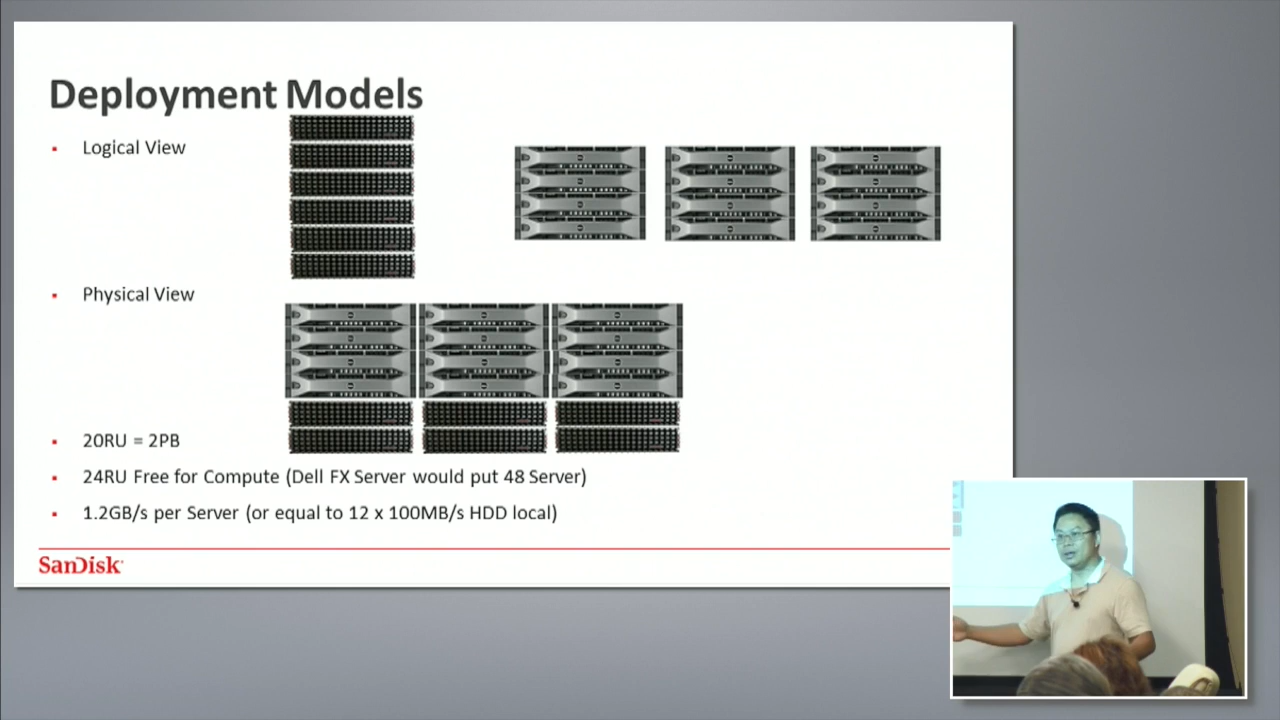 Deployment Models
Logical View
Physical View
20RU = 2PB
24RU Free for Compute (Dell FX Server would put 48 Server)
1.2GB/s per Server (or equal to 12 x 100MB/s HDD local)
SanDisk